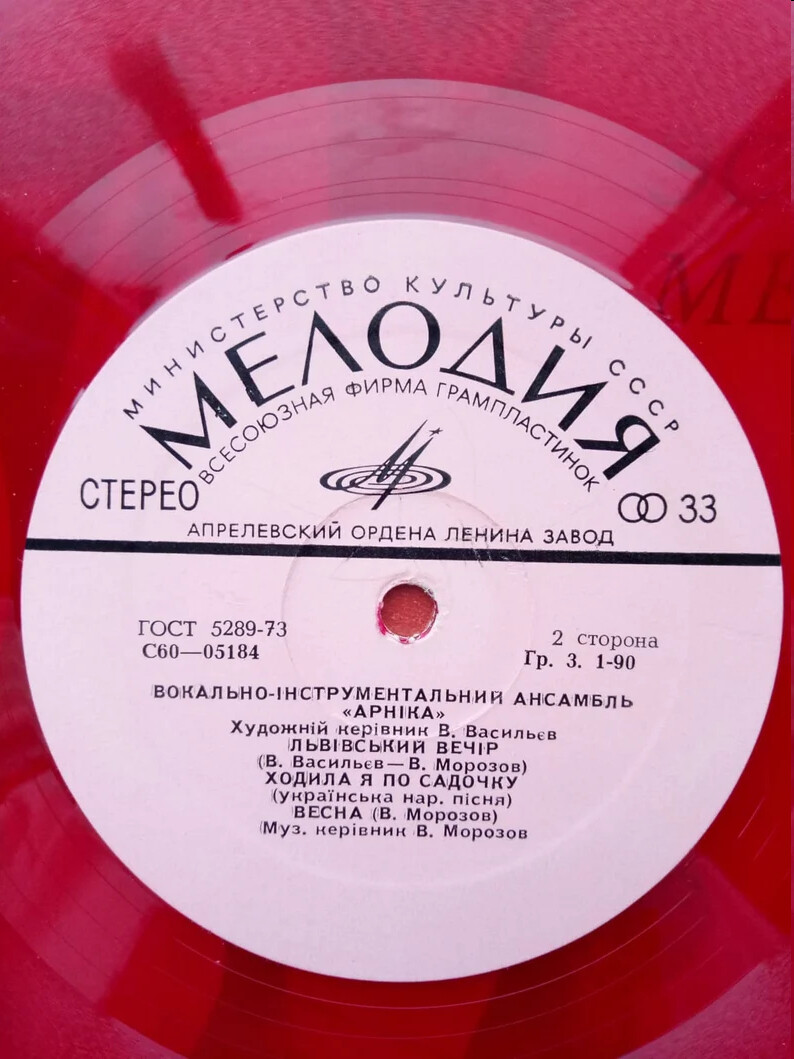 МИНИСТЕРСТВО КУЛЬТУРЫ СССР
МЕЛОДИЯ
ВСЕСОЮЗНАЯ ФИРМА ГРАМПЛАСТИНОК
СТЕРЕО
33
АПРЕЛЕВСКИЙ ОРДЕНА ЛЕНИНА ЗАВОД
ГОСТ 5289-73
С60—05184
2 сторона
Гр. 3. 1-90
ВОКАЛЬНО-ІНСТРУМЕНТАЛЬНИЙ АНСАМБЛЬ
«АРНІКА»
Художній керівник В. Васильєв
ЛЬВІВСЬКИЙ ВЕЧІР
(В. Васильєв — В. Морозов)
ХОДИЛА Я ПО САДОЧКУ
(українська нар. пісня)
ВЕСНА (В. Морозов)
Муз. керівник В. Морозов